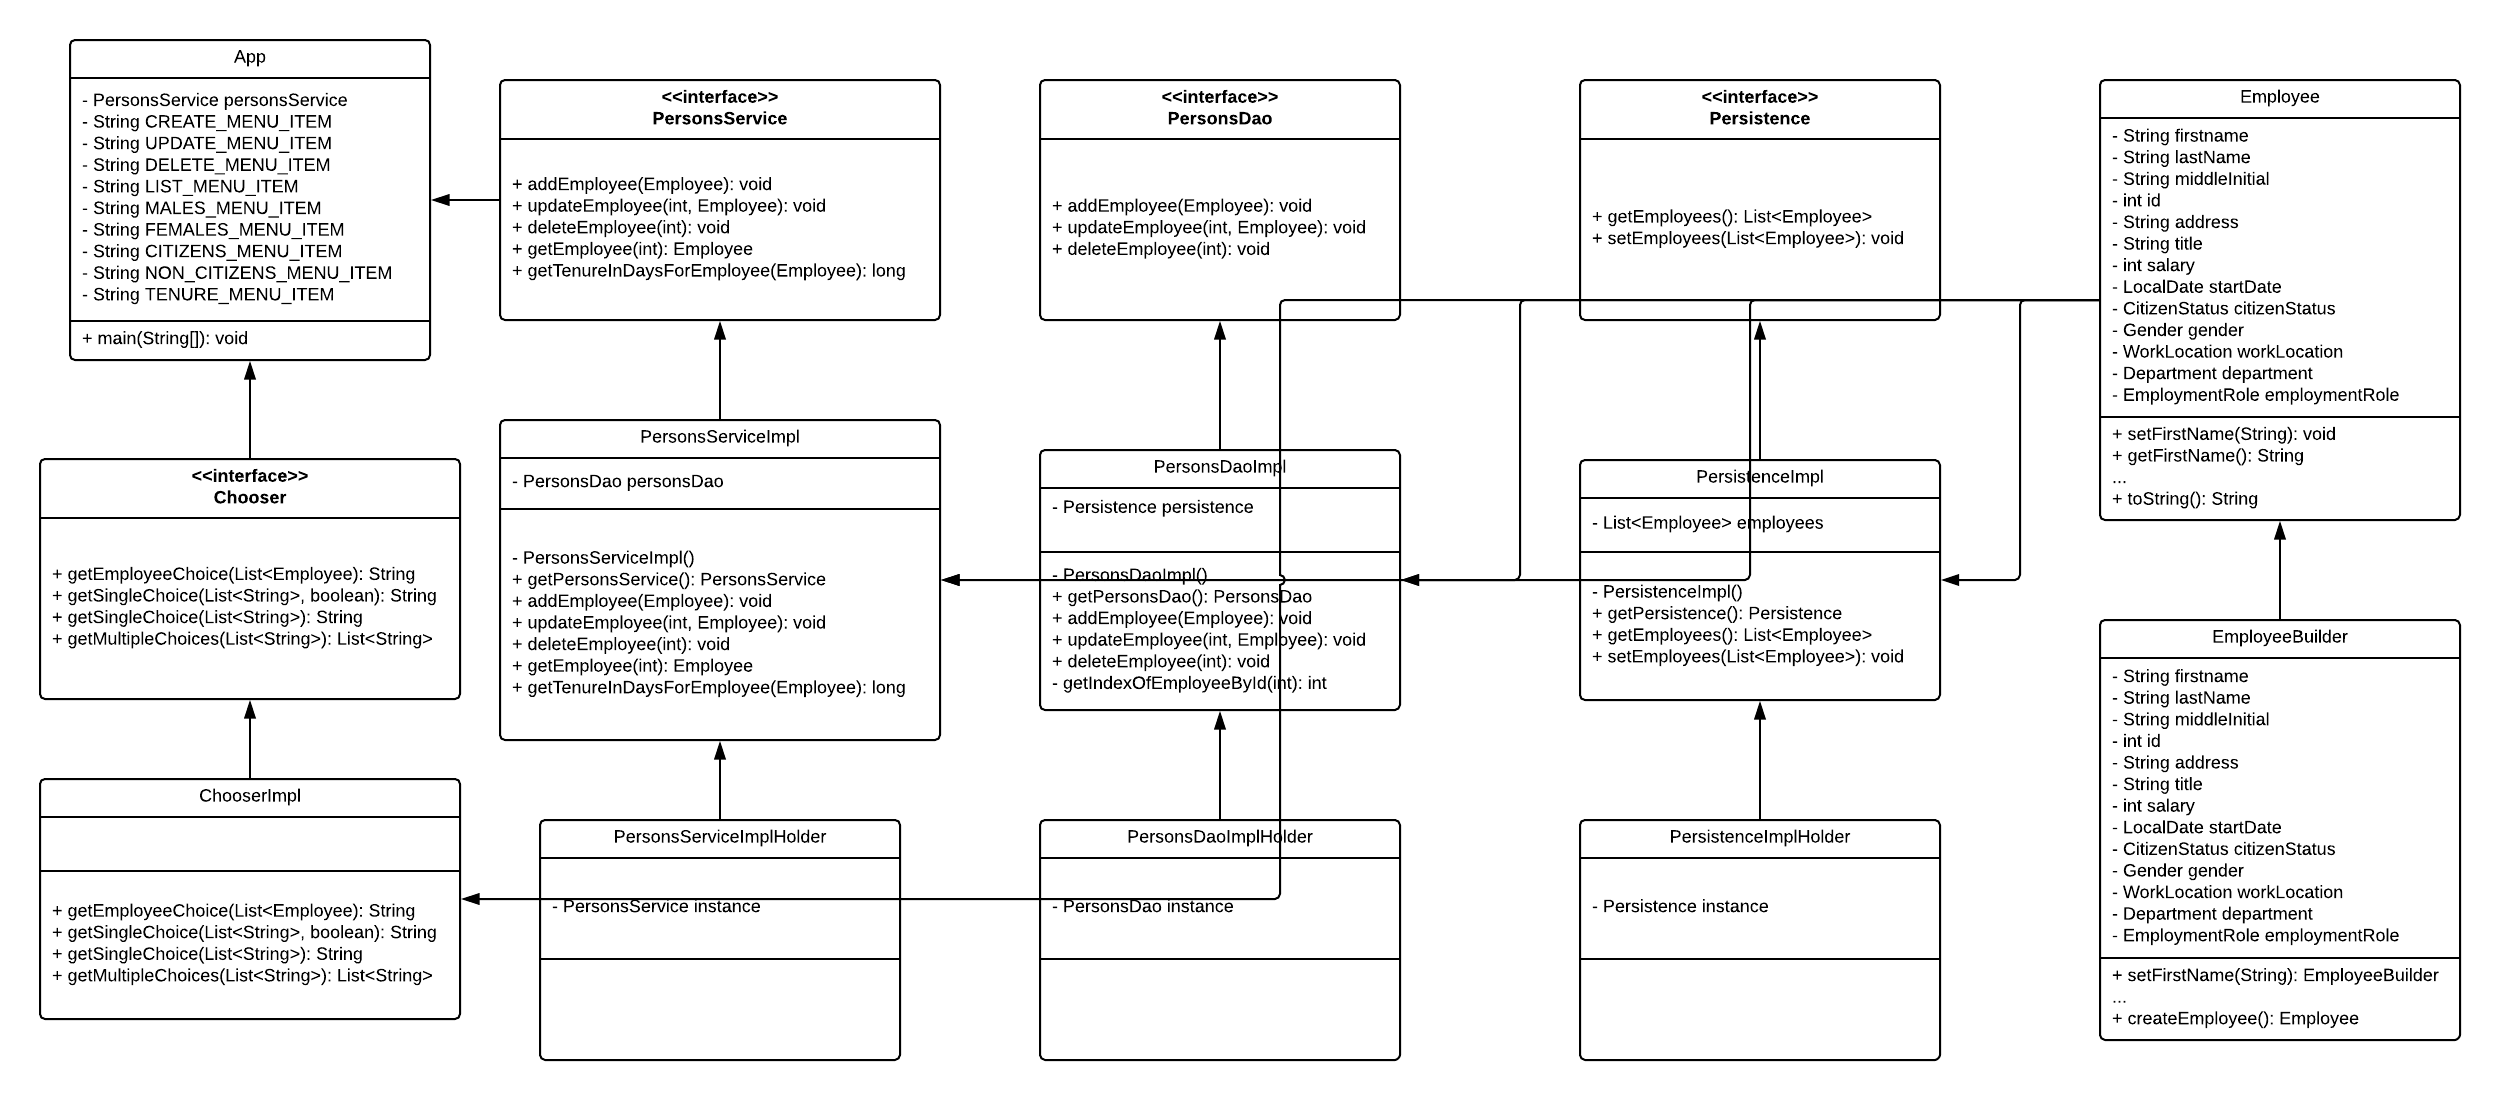 App
- PersonsService personsService
- String CREATE_MENU_ITEM
- String UPDATE_MENU_ITEM
- String DELETE_MENU_ITEM
- String LIST_MENU_ITEM
- String MALES_MENU_ITEM
- String FEMALES_MENU_ITEM
- String CITIZENS_MENU_ITEM
- String NON_CITIZENS_MENU_ITEM
- String TENURE_MENU_ITEM
+ main(String[]): void
<<interface>>
Chooser
+ getEmployeeChoice(List<Employee): String
+ getSingleChoice(List<String>, boolean): String
+ getSingleChoice(List<String>): String
+ getMultipleChoices(List<String>): List<String>
ChooserImpl
+ getEmployeeChoice(List<Employee): String
+ getSingleChoice(List<String>, boolean): String
+ getSingleChoice(List<String>): String
+ getMultipleChoices(List<String>): List<String>
<<interface>>
PersonsService
+ addEmployee(Employee): void
+ updateEmployee(int, Employee): void
+ deleteEmployee(int): void
+ getEmployee(int): Employee
+ getTenureInDaysForEmployee(Employee): long
PersonsServiceImpl
- PersonsDao personsDao
- PersonsServiceImpl()
+ getPersonsService(): PersonsService
+ addEmployee(Employee): void
+ updateEmployee(int, Employee): void
+ deleteEmployee(int): void
+ getEmployee(int): Employee
+ getTenureInDaysForEmployee(Employee): long
PersonsServiceImplHolder
- PersonsService instance
<<interface>>
PersonsDao
+ addEmployee(Employee): void
+ updateEmployee(int, Employee): void
+ deleteEmployee(int): void
PersonsDaoImpl
- Persistence persistence
- PersonsDaoImpl()
+ getPersonsDao(): PersonsDao
+ addEmployee(Employee): void
+ updateEmployee(int, Employee): void
+ deleteEmployee(int): void
- getIndexOfEmployeeById(int): int
PersonsDaoImplHolder
- PersonsDao instance
<<interface>>
Persistence
+ getEmployees(): List<Employee>
+ setEmployees(List<Employee>): void
PersistenceImpl
- List<Employee> employees
- PersistenceImpl()
+ getPersistence(): Persistence
+ getEmployees(): List<Employee>
+ setEmployees(List<Employee>): void
PersistenceImplHolder
- Persistence instance
Employee
- String firstname
- String lastName
- String middleInitial
- int id
- String address
- String title
- int salary
- LocalDate startDate
- CitizenStatus citizenStatus
- Gender gender
- WorkLocation workLocation
- Department department
- EmploymentRole employmentRole
+ setFirstName(String): void
+ getFirstName(): String
...
+ toString(): String
EmployeeBuilder
- String firstname
- String lastName
- String middleInitial
- int id
- String address
- String title
- int salary
- LocalDate startDate
- CitizenStatus citizenStatus
- Gender gender
- WorkLocation workLocation
- Department department
- EmploymentRole employmentRole
+ setFirstName(String): EmployeeBuilder
...
+ createEmployee(): Employee